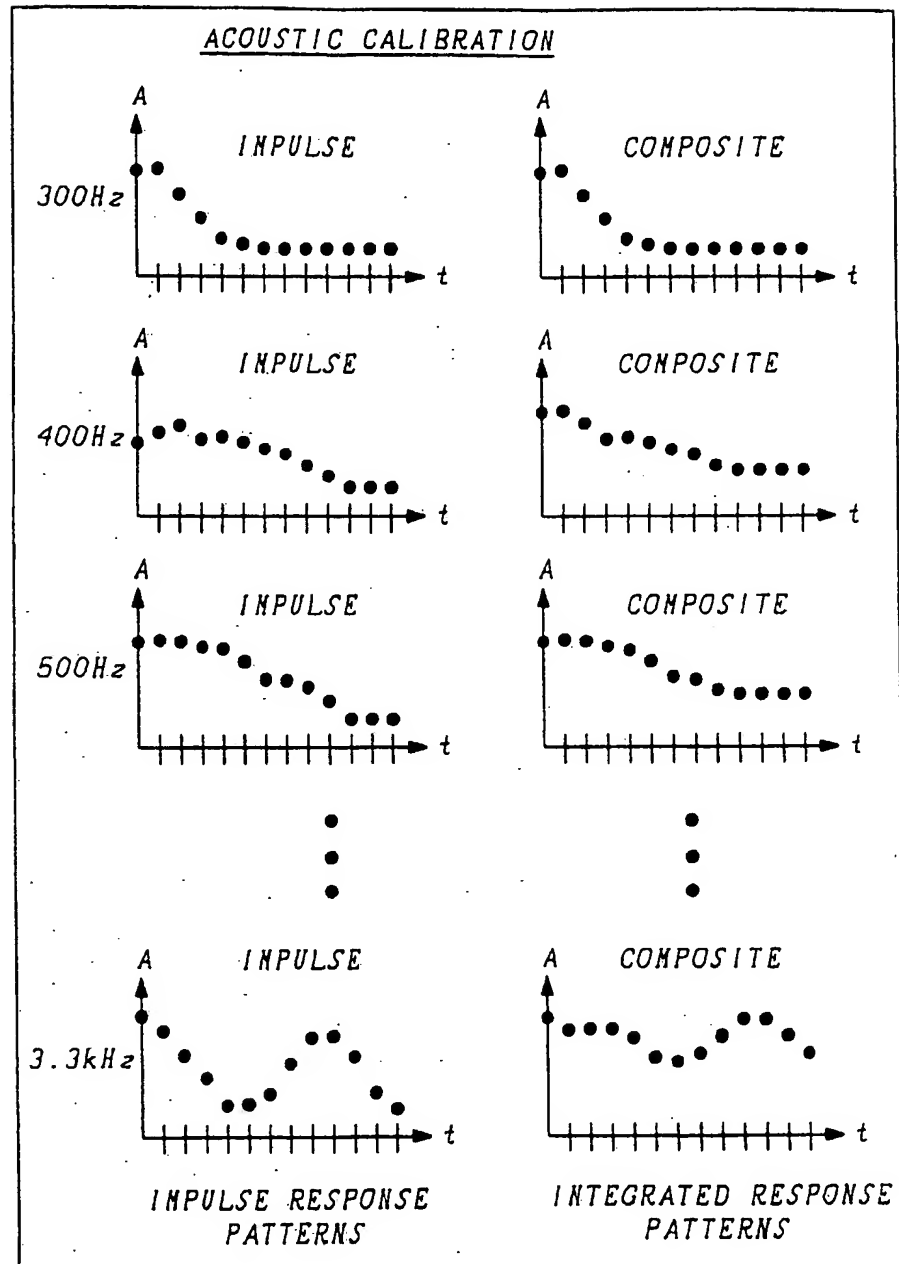 ACOUSTIC CALIBRATION
A
IMPULSE
300Hz
t
A
COMPOSITE
t
A
IMPULSE
400Hz
t
A
COMPOSITE
t
A
IMPULSE
500Hz
t
A
COMPOSITE
t
A
IMPULSE
3.3kHz
t
A
COMPOSITE
t
IMPULSE RESPONSE
PATTERNS
INTEGRATED RESPONSE
PATTERNS